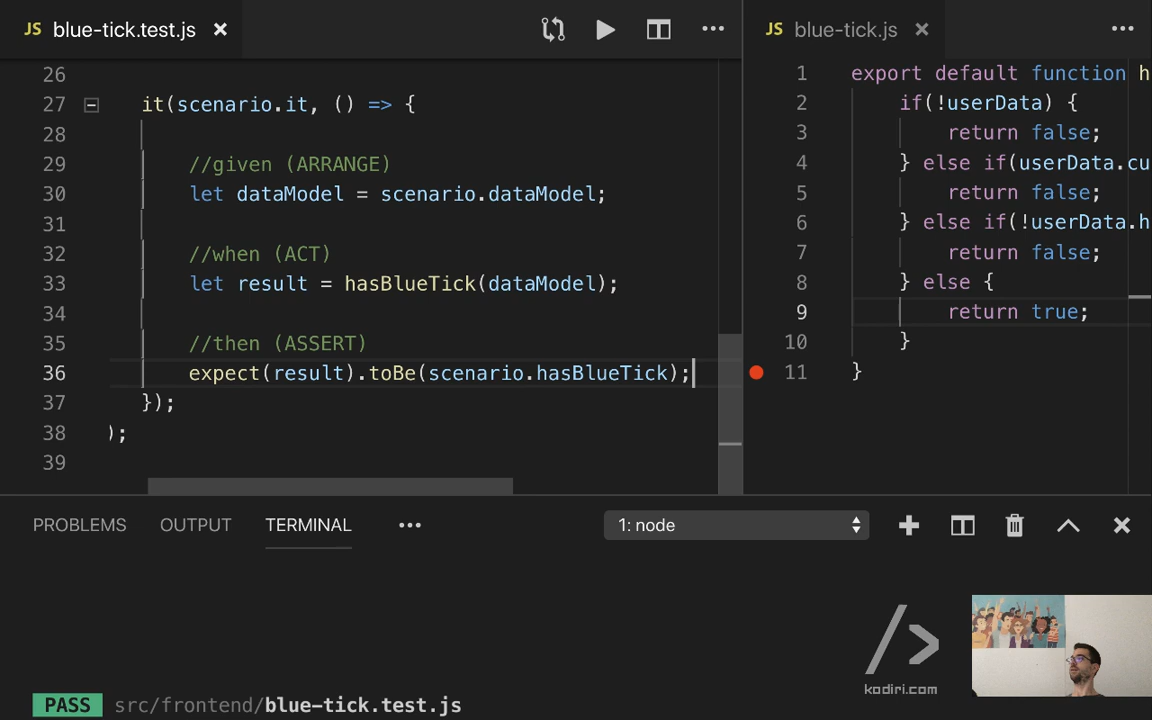 JS blue-tick.test.js
26
27 it(scenario.it, () => {
28
29 //given (ARRANGE)
30 let dataModel = scenario.dataModel;
31
32 //when (ACT)
33 let result = hasBlueTick(dataModel);
34
35 //then (ASSERT)
36 expect(result).toBe(scenario.hasBlueTick);
37 });
38 );
39
JS blue-tick.js
1 export default function h
2 if(!userData) {
3 return false;
4 } else if(userData.cu
5 return false;
6 } else if(!userData.h
7 return false;
8 } else {
9 return true;
10 }
11 }
PROBLEMS OUTPUT TERMINAL 1: node
/>
kodiri.com
PASS src/frontend/blue-tick.test.js